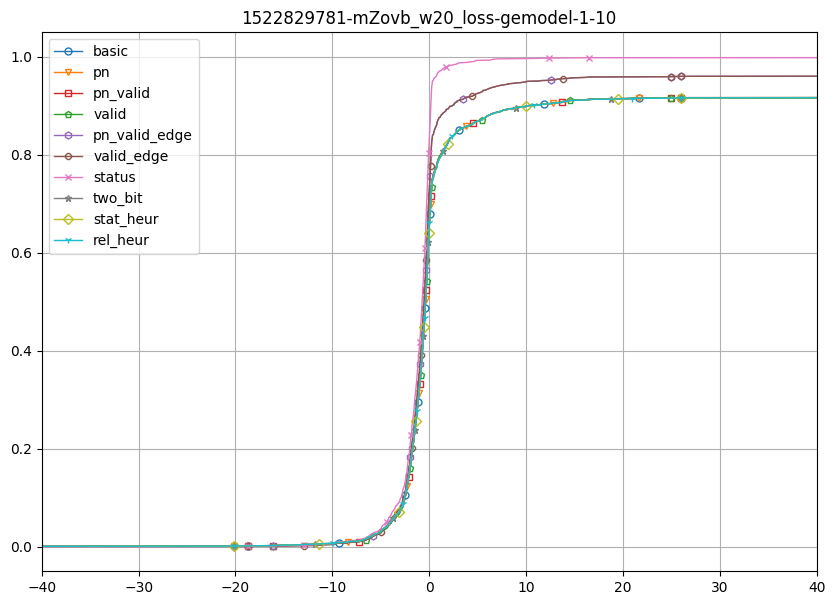 1522829781-mZovb_w20_loss-gemodel-1-10
1.0
0.8
0.6
0.4
0.2
0.0
basic
pn
pn_valid
valid
pn_valid_edge
valid_edge
status
two_bit
stat_heur
rel_heur
−40 −30 −20 −10 0 10 20 30 40